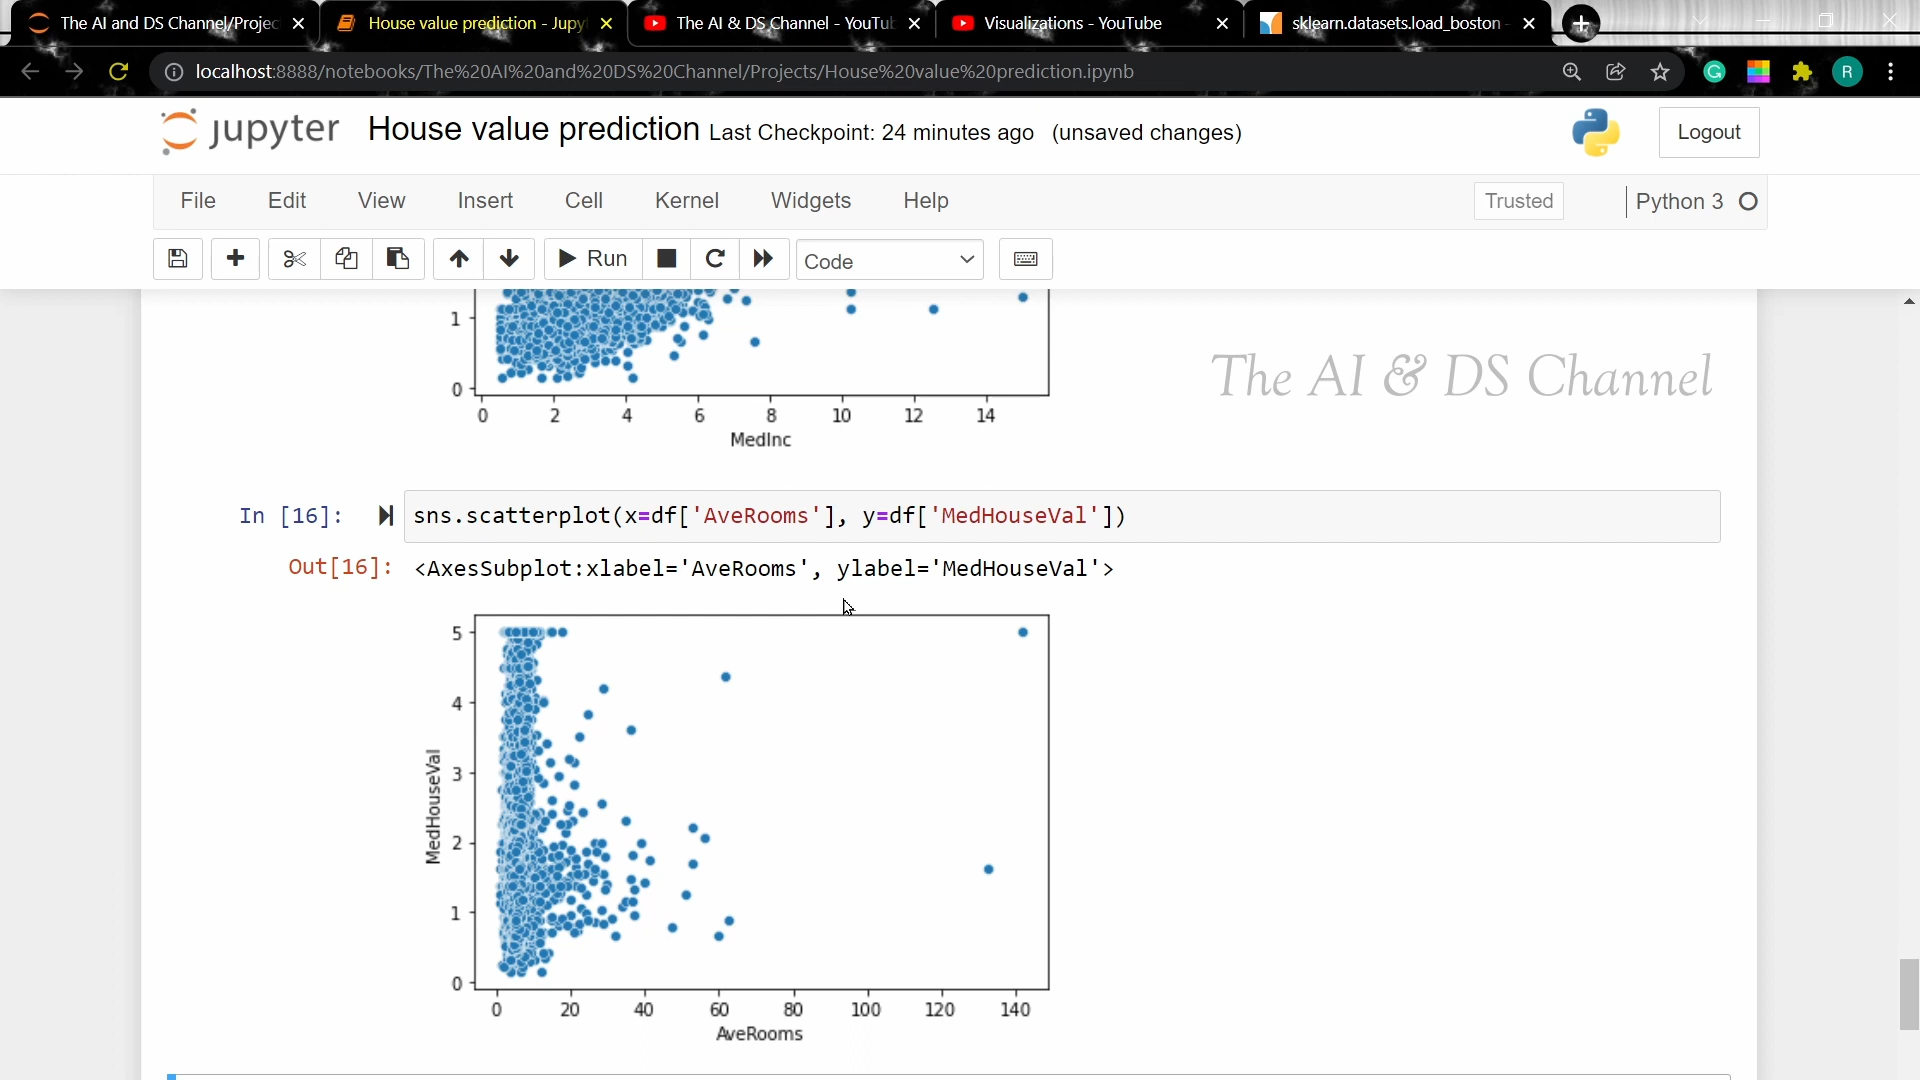 The AI and DS Channel/Projec
House value prediction - Jupy
The AI & DS Channel - YouTu
Visualizations - YouTube
sklearn.datasets.load_boston -
localhost:8888/notebooks/The%20AI%20and%20DS%20Channel/Projects/House%20value%20prediction.ipynb
R
jupyter House value prediction Last Checkpoint: 24 minutes ago (unsaved changes)
Logout
File Edit View Insert Cell Kernel Widgets Help
Trusted
Python 3
Run
Code
The AI & DS Channel
1
0
0 2 4 6 8 10 12 14
MedInc
In [16]: sns.scatterplot(x=df['AveRooms'], y=df['MedHouseVal'])
Out[16]: <AxesSubplot:xlabel='AveRooms', ylabel='MedHouseVal'>
5
4
3
2
1
0
MedHouseVal
0 20 40 60 80 100 120 140
AveRooms